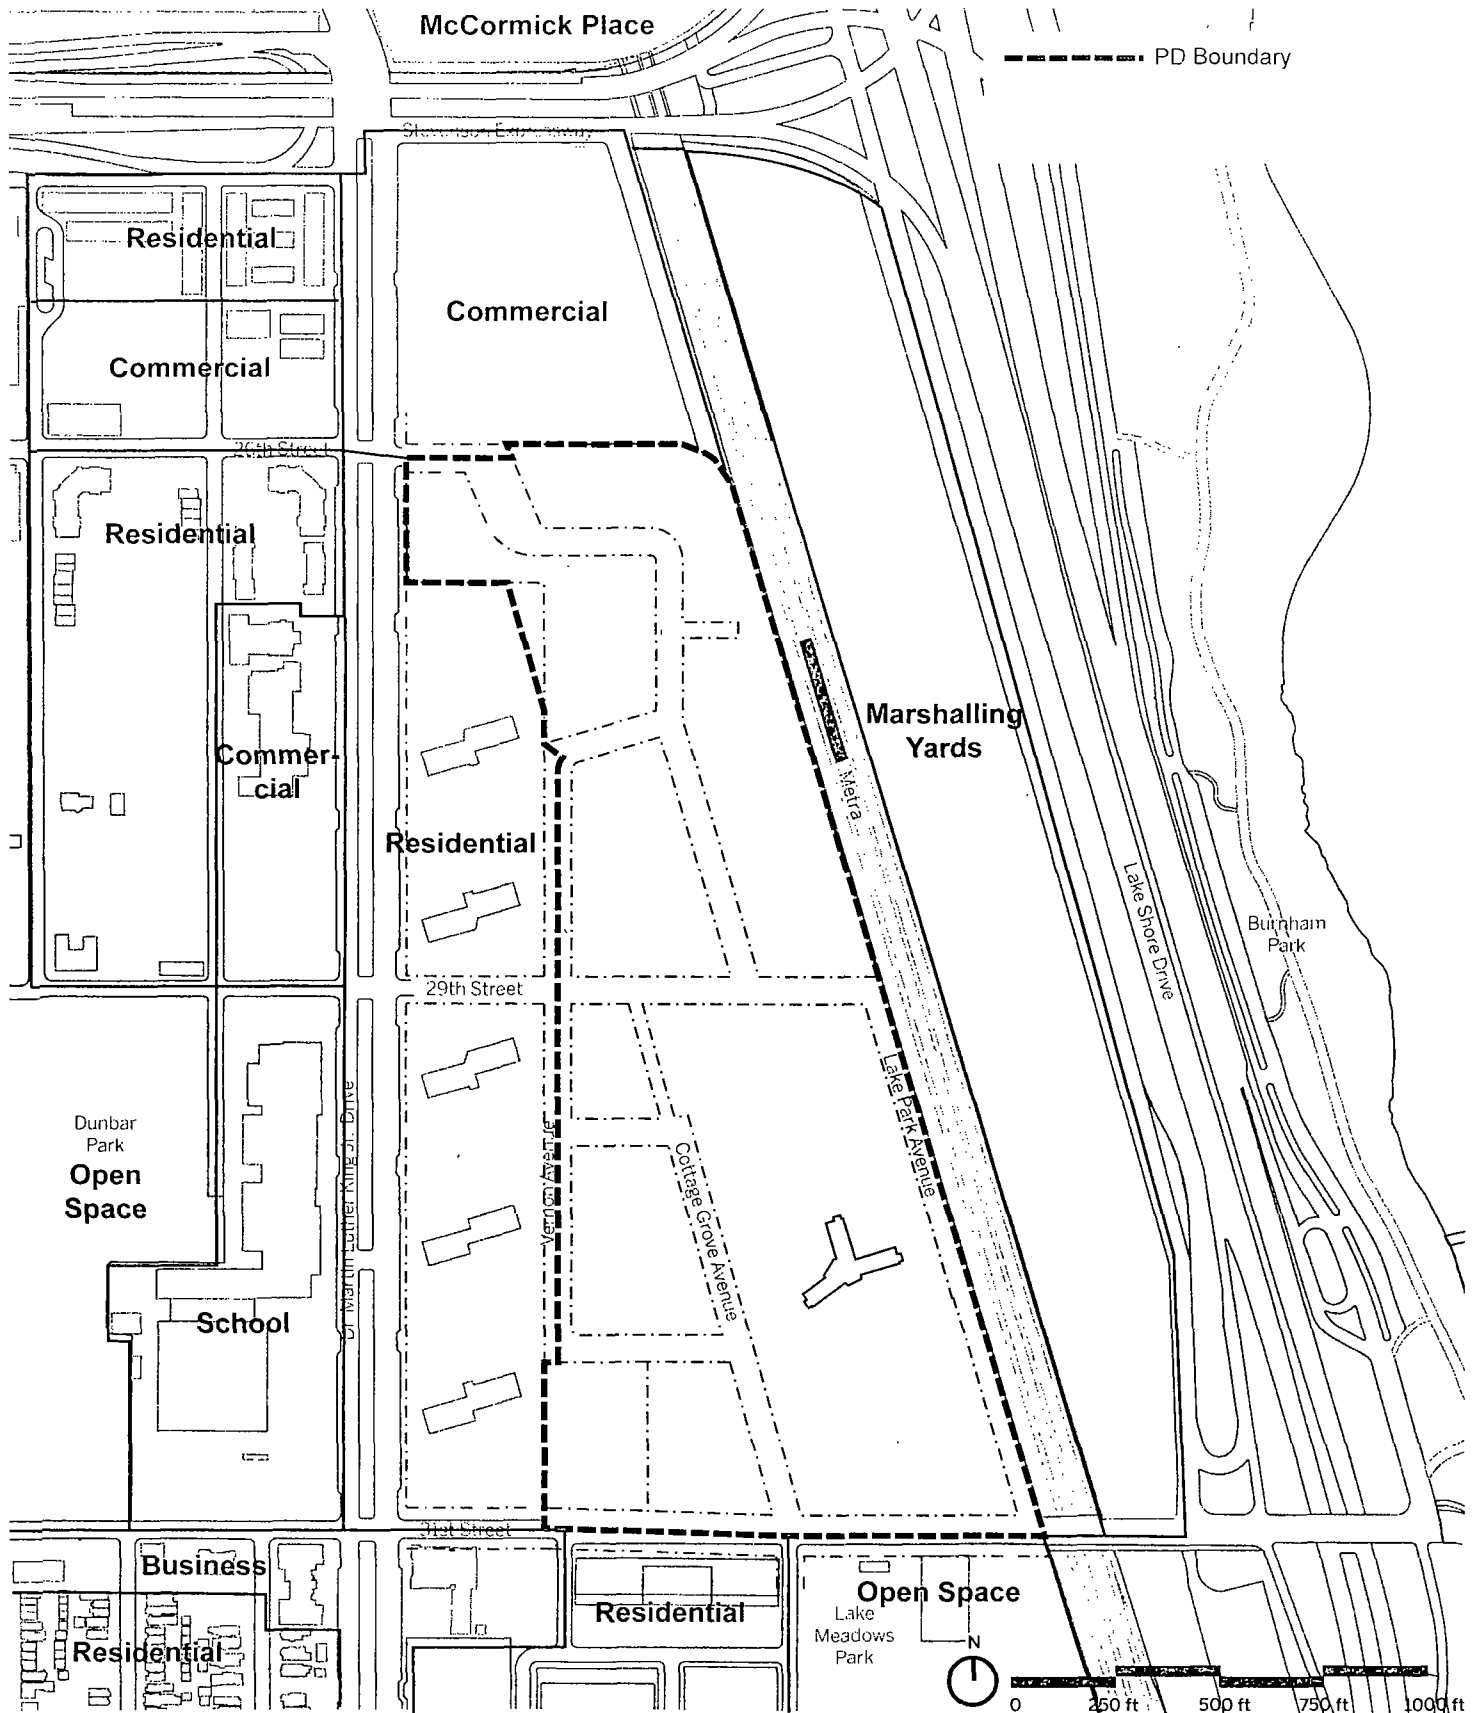 McCormick Place
PD Boundary
Stevenson Expressway
Residential
Commercial
Commercial
26th Street
Residential
Marshalling
Yards
Commer-
cial
Metra
Residential
Lake Shore Drive
Burnham
Park
29th Street
Lake Park Avenue
Dunbar
Park
Open
Space
Vernon Avenue
Cottage Grove Avenue
Dr Martin Luther King Jr. Drive
School
31st Street
Business
Open Space
Residential
Lake
Meadows
Park
Residential
N
0
250 ft
500 ft
750 ft
1000 ft